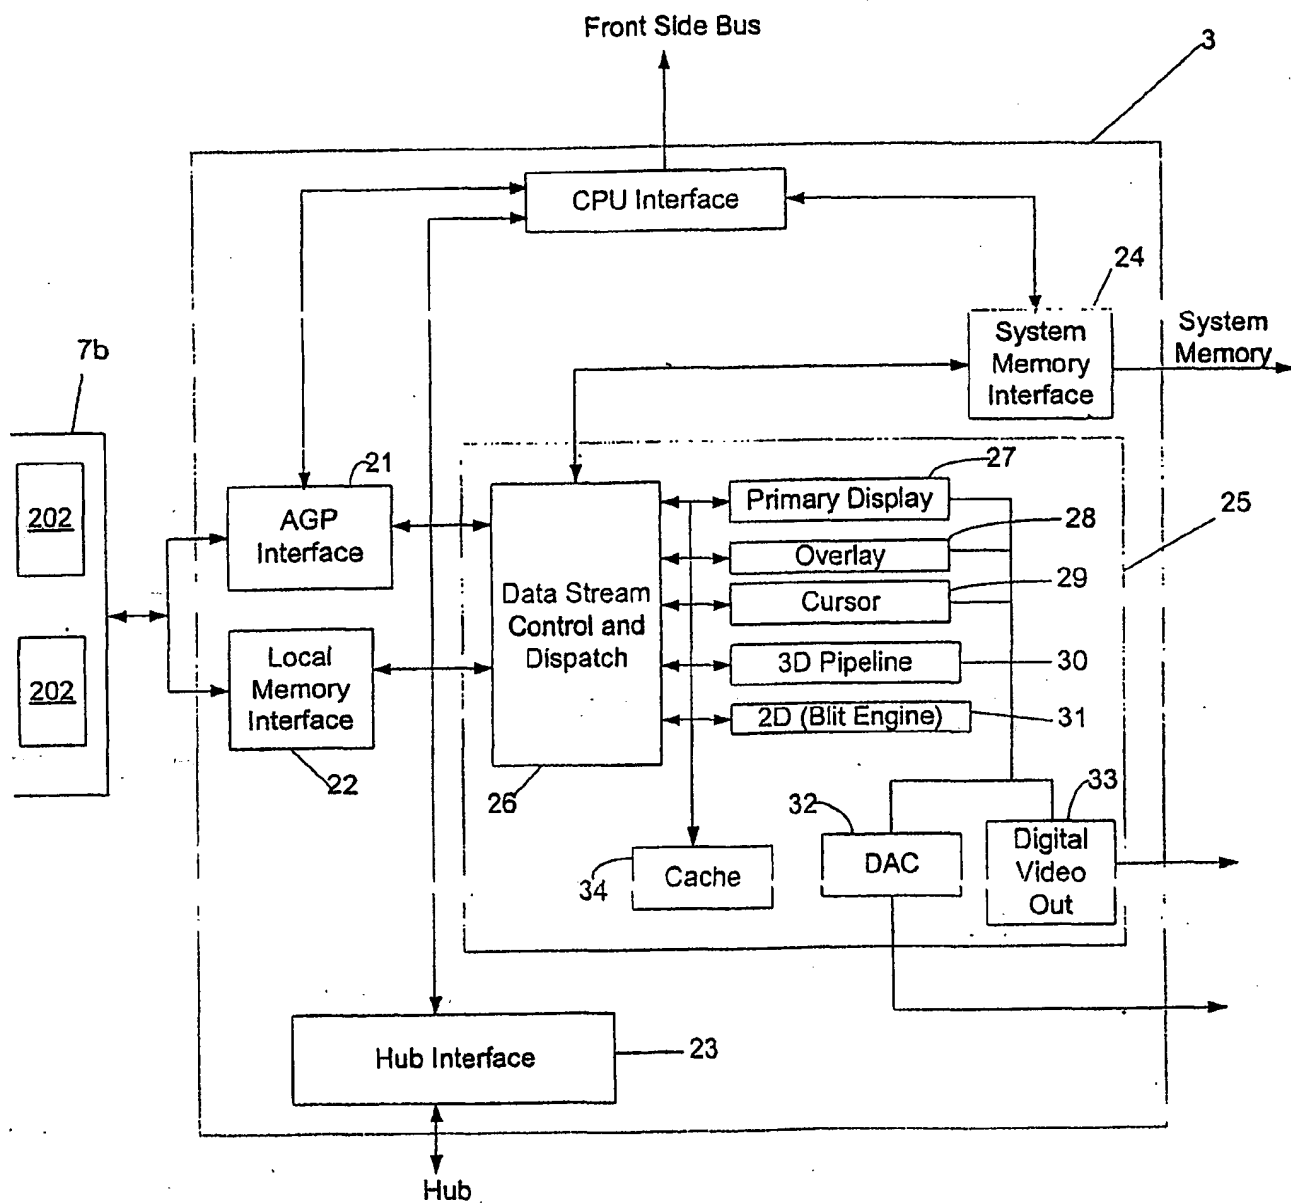 Front Side Bus
3
CPU Interface
24
System
Memory
Interface
System
Memory
7b
202
202
21
AGP
Interface
Local
Memory
Interface
22
Data Stream
Control and
Dispatch
26
27
Primary Display
28
Overlay
29
Cursor
3D Pipeline
30
2D (Blit Engine)
31
25
32
DAC
33
Digital
Video
Out
34
Cache
Hub Interface
23
Hub